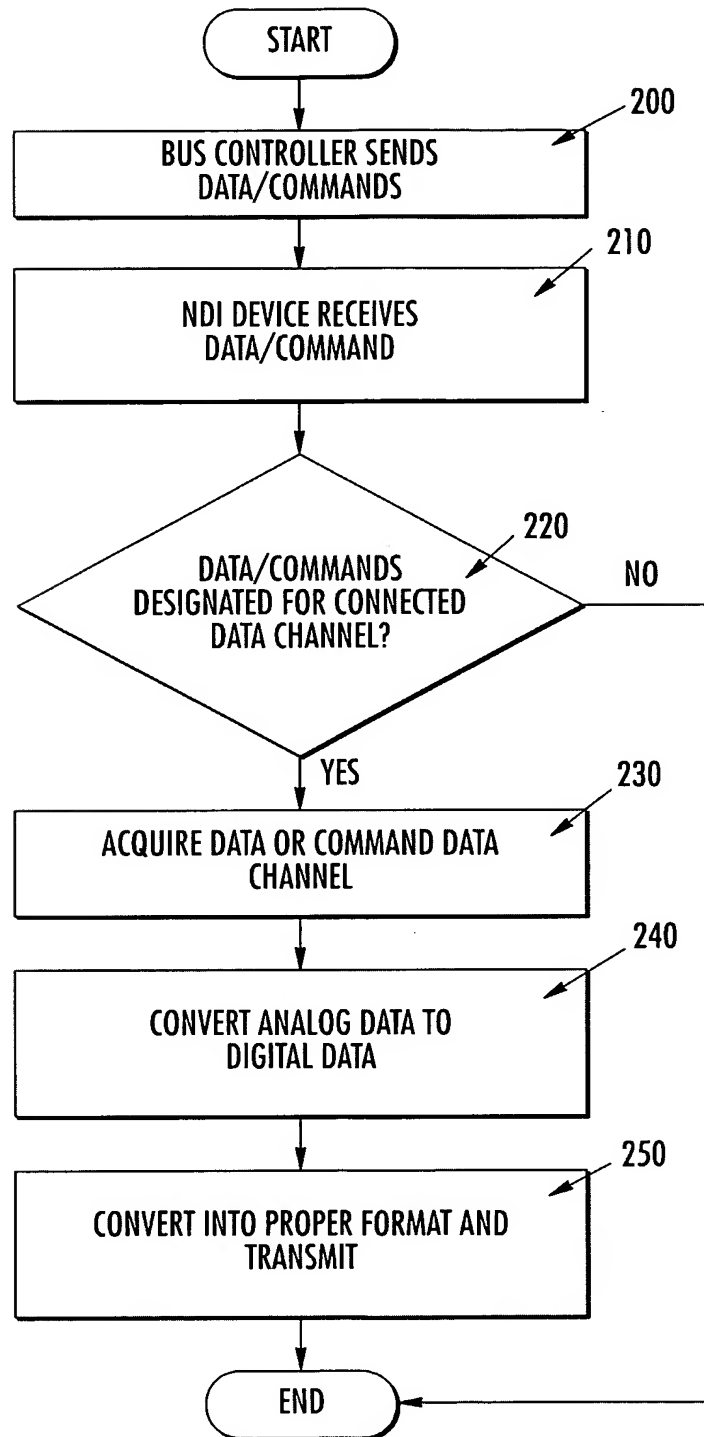 START
200
BUS CONTROLLER SENDS
DATA/COMMANDS
210
NDI DEVICE RECEIVES
DATA/COMMAND
220
DATA/COMMANDS
DESIGNATED FOR CONNECTED
DATA CHANNEL?
NO
YES
230
ACQUIRE DATA OR COMMAND DATA
CHANNEL
240
CONVERT ANALOG DATA TO
DIGITAL DATA
250
CONVERT INTO PROPER FORMAT AND
TRANSMIT
END